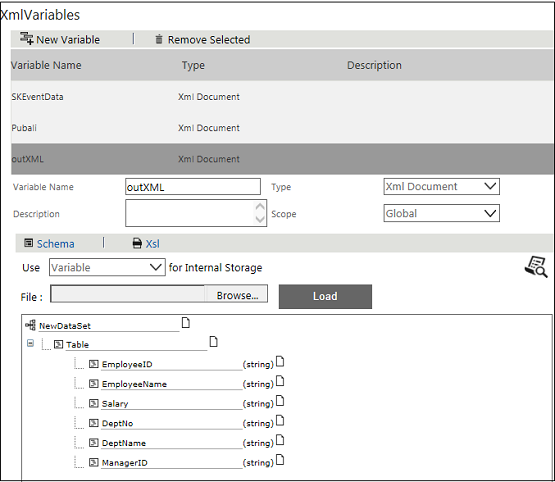 XmlVariables
New Variable | Remove Selected
Variable Name Type Description
SKEventData Xml Document
Pubali Xml Document
outXML Xml Document
Variable Name outXML Type Xml Document
Description Scope Global
Schema | Xsl
Use Variable for Internal Storage
File : Browse... Load
NewDataSet
Table
EmployeeID (string)
EmployeeName (string)
Salary (string)
DeptNo (string)
DeptName (string)
ManagerID (string)